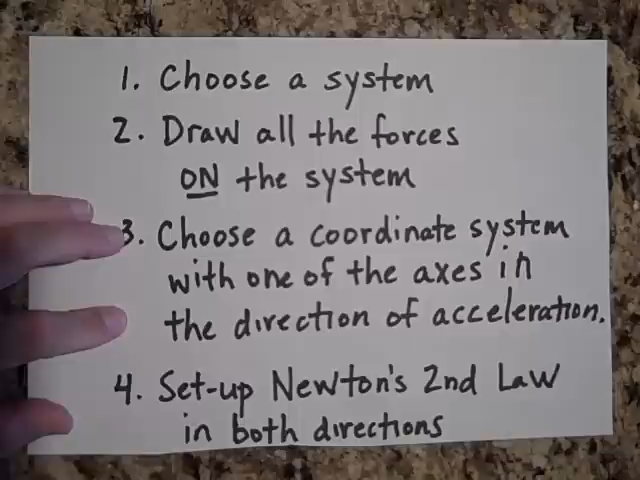 1. Choose a system
2. Draw all the forces
ON the system
3. Choose a coordinate system
with one of the axes in
the direction of acceleration.
4. Set-up Newton's 2nd Law
in both directions